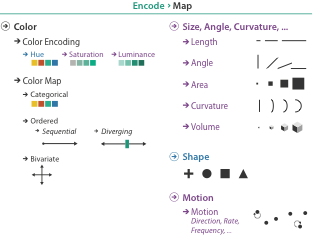 Encode › Map
Color
Color Encoding
Hue
Saturation
Luminance
Color Map
Categorical
Ordered
Sequential
Diverging
Bivariate
Size, Angle, Curvature, ...
Length
Angle
Area
Curvature
Volume
Shape
Motion
Motion
Direction, Rate,
Frequency, ...